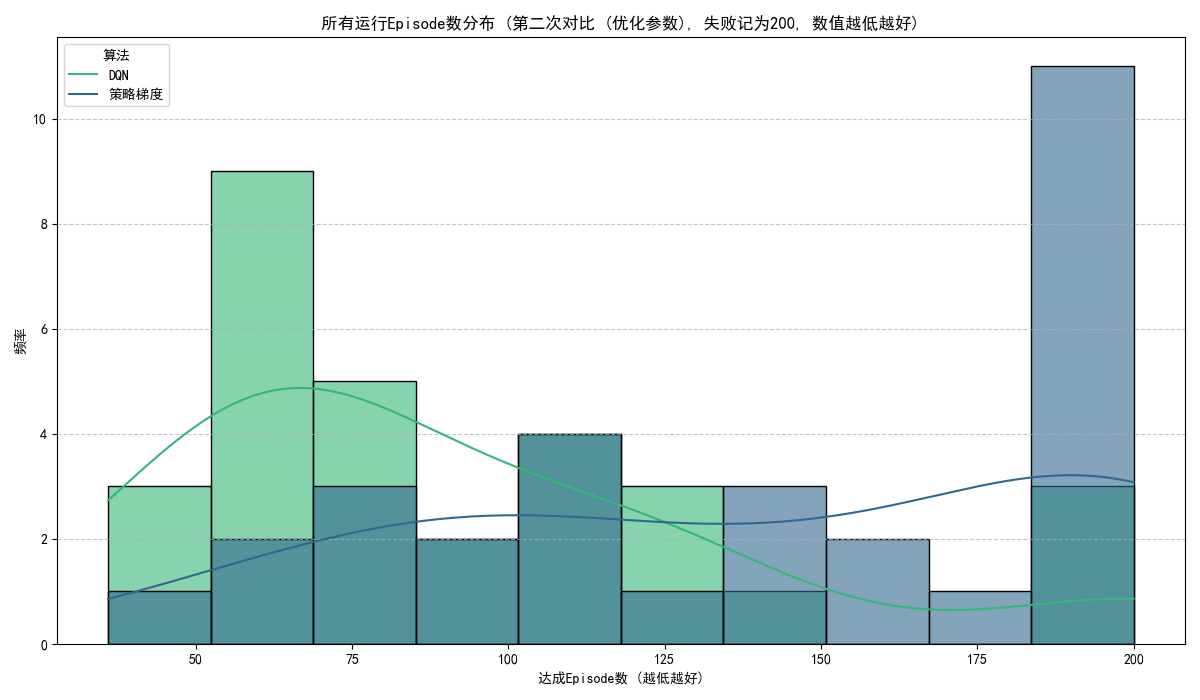 所有运行Episode数分布 (第二次对比 (优化参数), 失败记为200, 数值越低越好)
算法
DQN
策略梯度
频率
10
8
6
4
2
0
50
75
100
125
150
175
200
达成Episode数 (越低越好)